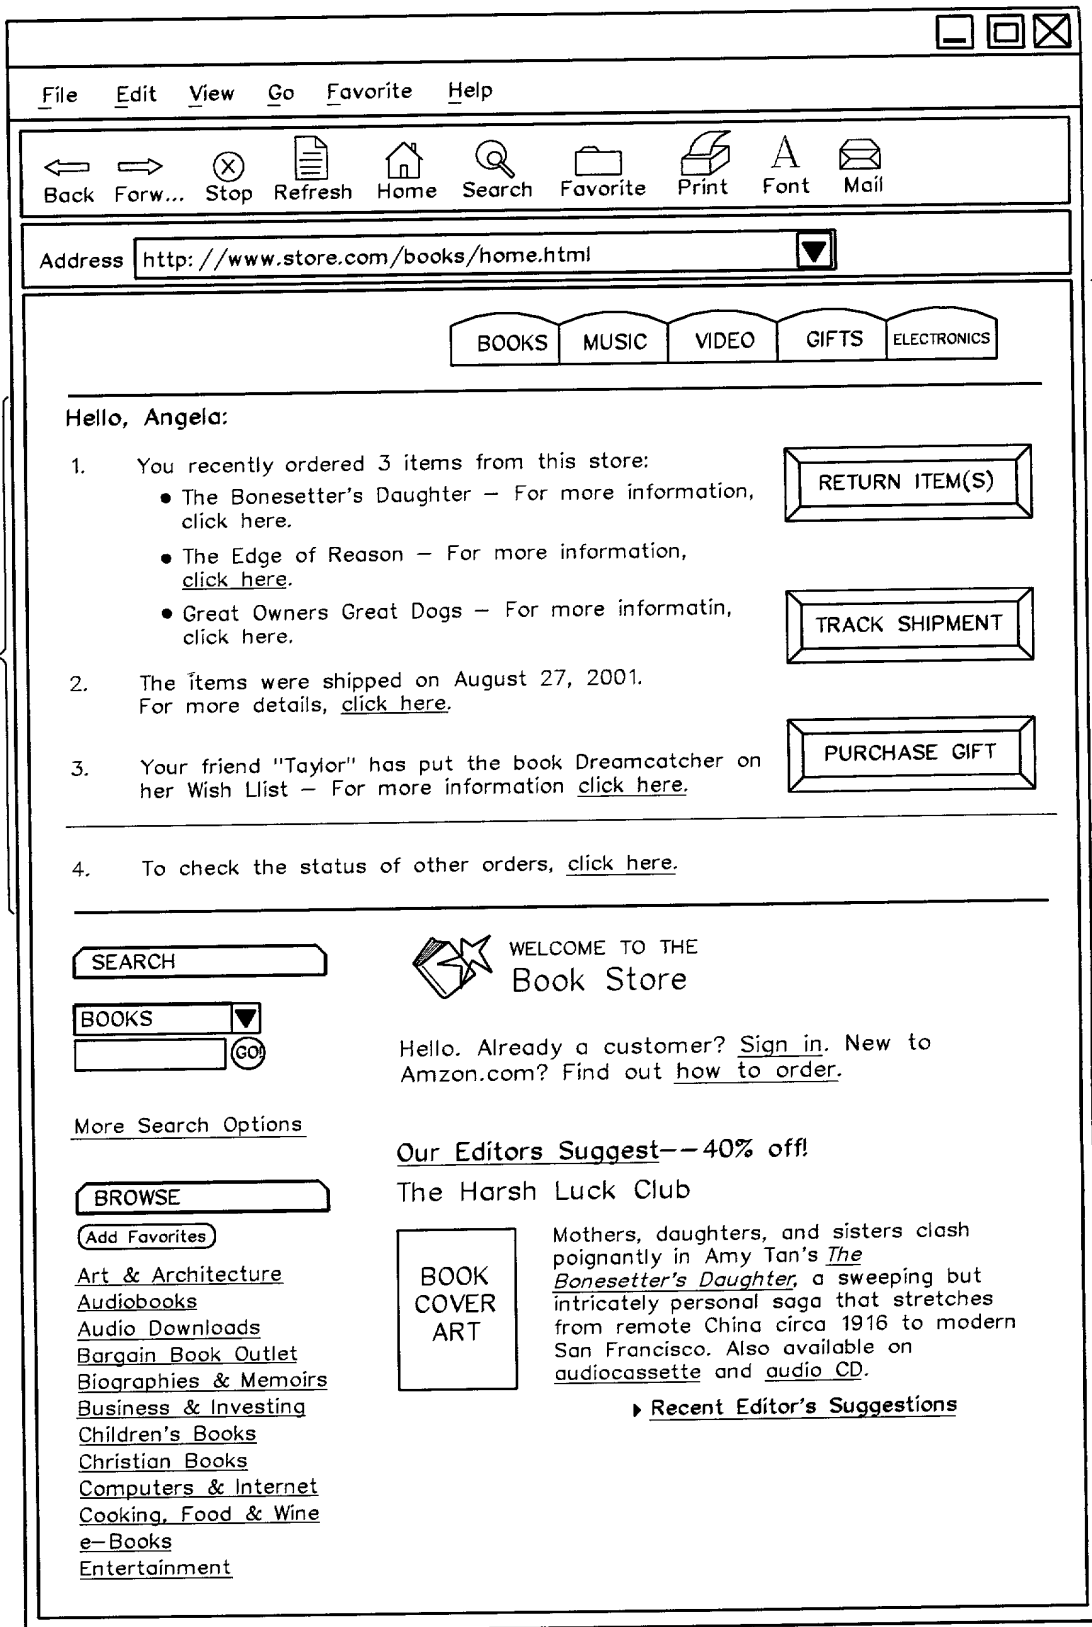 File Edit View Go Favorite Help
Back Forw... Stop Refresh Home Search Favorite Print Font Mail
A
Address http: //www.store.com/books/home.html
BOOKS MUSIC VIDEO GIFTS ELECTRONICS
Hello, Angela:
1. You recently ordered 3 items from this store:
• The Bonesetter's Daughter — For more information,
click here.
• The Edge of Reason — For more information,
click here.
• Great Owners Great Dogs — For more informatin,
click here.
RETURN ITEM(S)
TRACK SHIPMENT
2. The items were shipped on August 27, 2001.
For more details, click here.
3. Your friend "Taylor" has put the book Dreamcatcher on
her Wish Llist — For more information click here.
PURCHASE GIFT
4. To check the status of other orders, click here.
SEARCH
BOOKS
GO!
More Search Options
BROWSE
Add Favorites
Art & Architecture
Audiobooks
Audio Downloads
Bargain Book Outlet
Biographies & Memoirs
Business & Investing
Children's Books
Christian Books
Computers & Internet
Cooking, Food & Wine
e—Books
Entertainment
WELCOME TO THE
Book Store
Hello. Already a customer? Sign in. New to
Amzon.com? Find out how to order.
Our Editors Suggest——40% off!
The Harsh Luck Club
BOOK
COVER
ART
Mothers, daughters, and sisters clash
poignantly in Amy Tan's The
Bonesetter's Daughter, a sweeping but
intricately personal saga that stretches
from remote China circa 1916 to modern
San Francisco. Also available on
audiocassette and audio CD.
Recent Editor's Suggestions